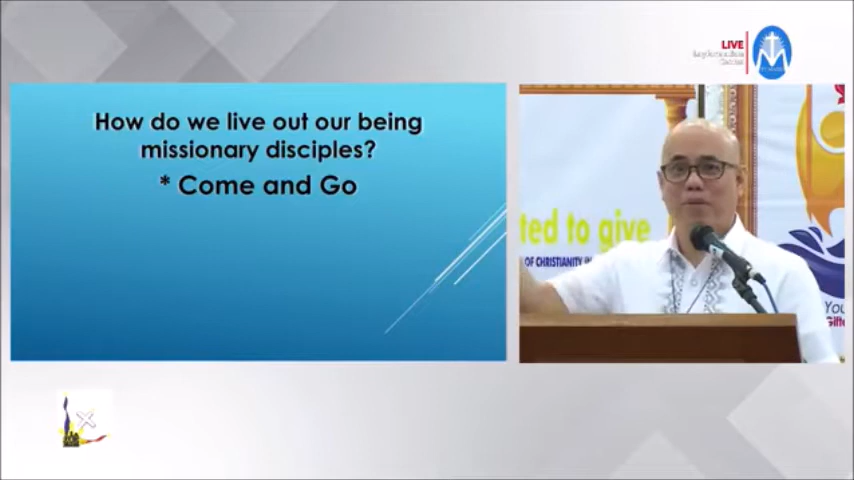 LIVE
How do we live out our being
missionary disciples?
* Come and Go
ted to give
OF CHRISTIANITY IN
You
Gifte